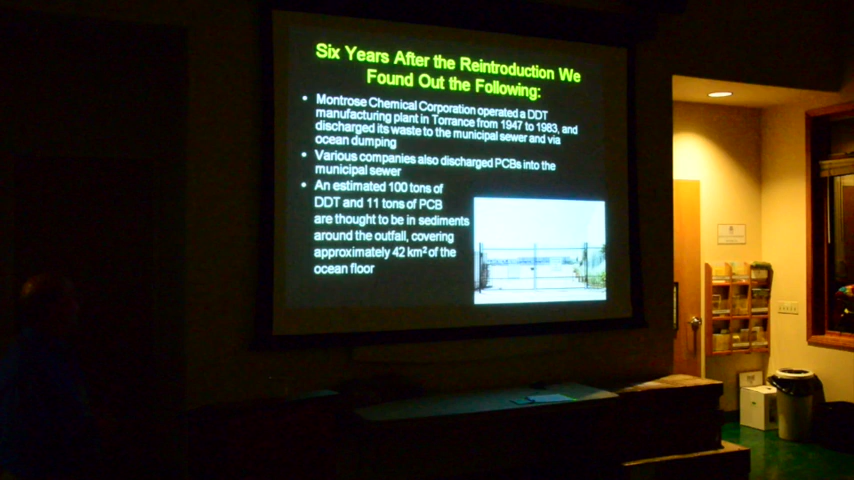 Six Years After the Reintroduction We
Found Out the Following:
• Montrose Chemical Corporation operated a DDT
manufacturing plant in Torrance from 1947 to 1983, and
discharged its waste to the municipal sewer and via
ocean dumping
• Various companies also discharged PCBs into the
municipal sewer
• An estimated 100 tons of
DDT and 11 tons of PCB
are thought to be in sediments
around the outfall, covering
approximately 42 km² of the
ocean floor